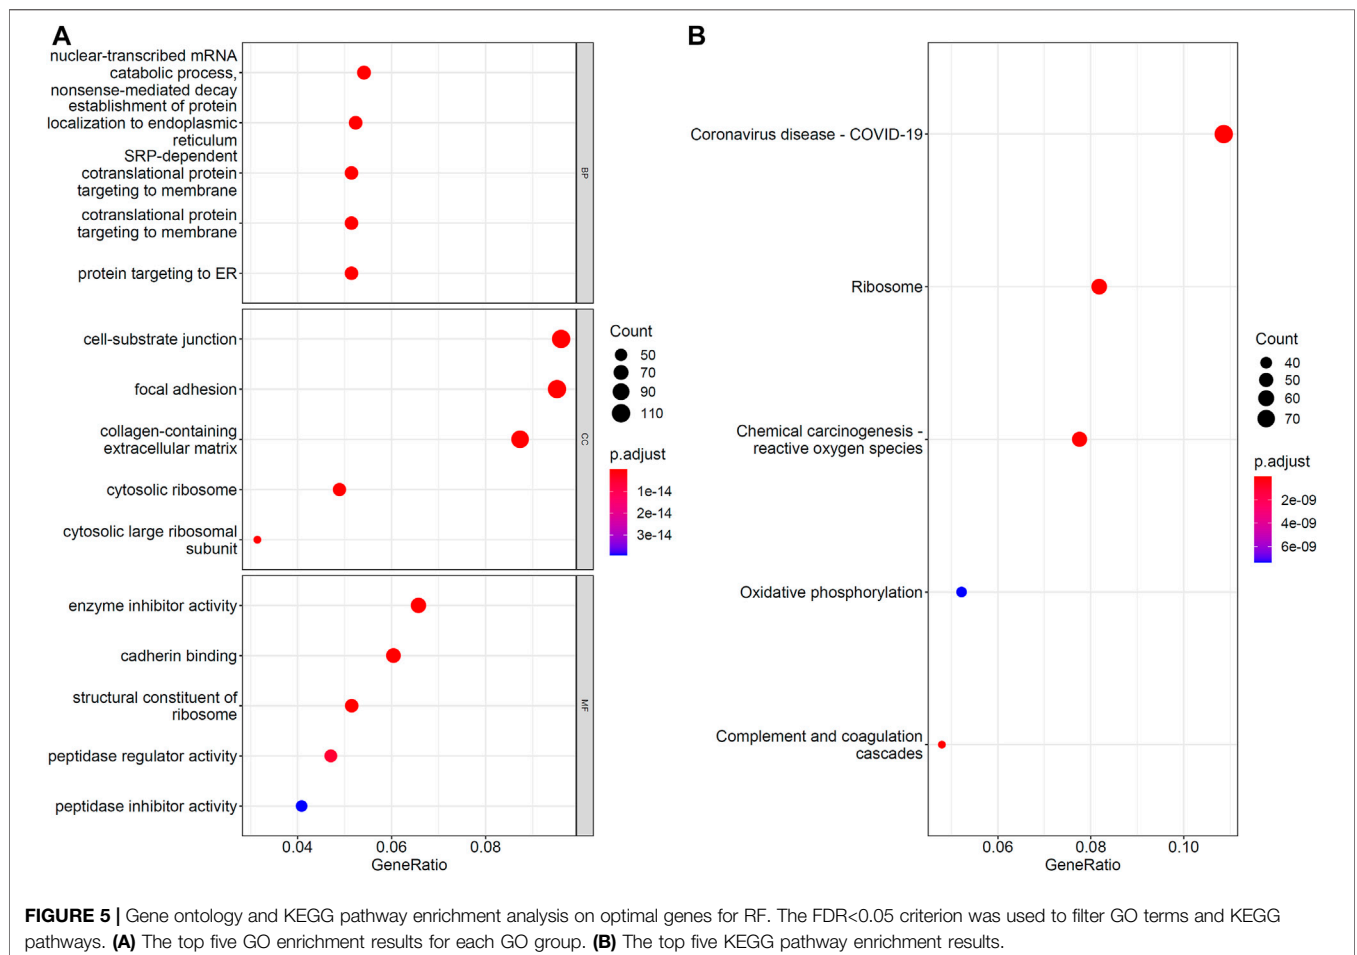 A
nuclear-transcribed mRNA
catabolic process,
nonsense-mediated decay
establishment of protein
localization to endoplasmic
reticulum
SRP-dependent
cotranslational protein
targeting to membrane
cotranslational protein
targeting to membrane
protein targeting to ER
BP
cell-substrate junction
focal adhesion
collagen-containing
extracellular matrix
cytosolic ribosome
cytosolic large ribosomal
subunit
CC
enzyme inhibitor activity
cadherin binding
structural constituent of
ribosome
peptidase regulator activity
peptidase inhibitor activity
MF
0.04 0.06 0.08
GeneRatio
Count
50
70
90
110
p.adjust
1e-14
2e-14
3e-14
B
Coronavirus disease - COVID-19
Ribosome
Chemical carcinogenesis -
reactive oxygen species
Oxidative phosphorylation
Complement and coagulation
cascades
0.06 0.08 0.10
GeneRatio
Count
40
50
60
70
p.adjust
2e-09
4e-09
6e-09
FIGURE 5 | Gene ontology and KEGG pathway enrichment analysis on optimal genes for RF. The FDR<0.05 criterion was used to filter GO terms and KEGG
pathways. (A) The top five GO enrichment results for each GO group. (B) The top five KEGG pathway enrichment results.